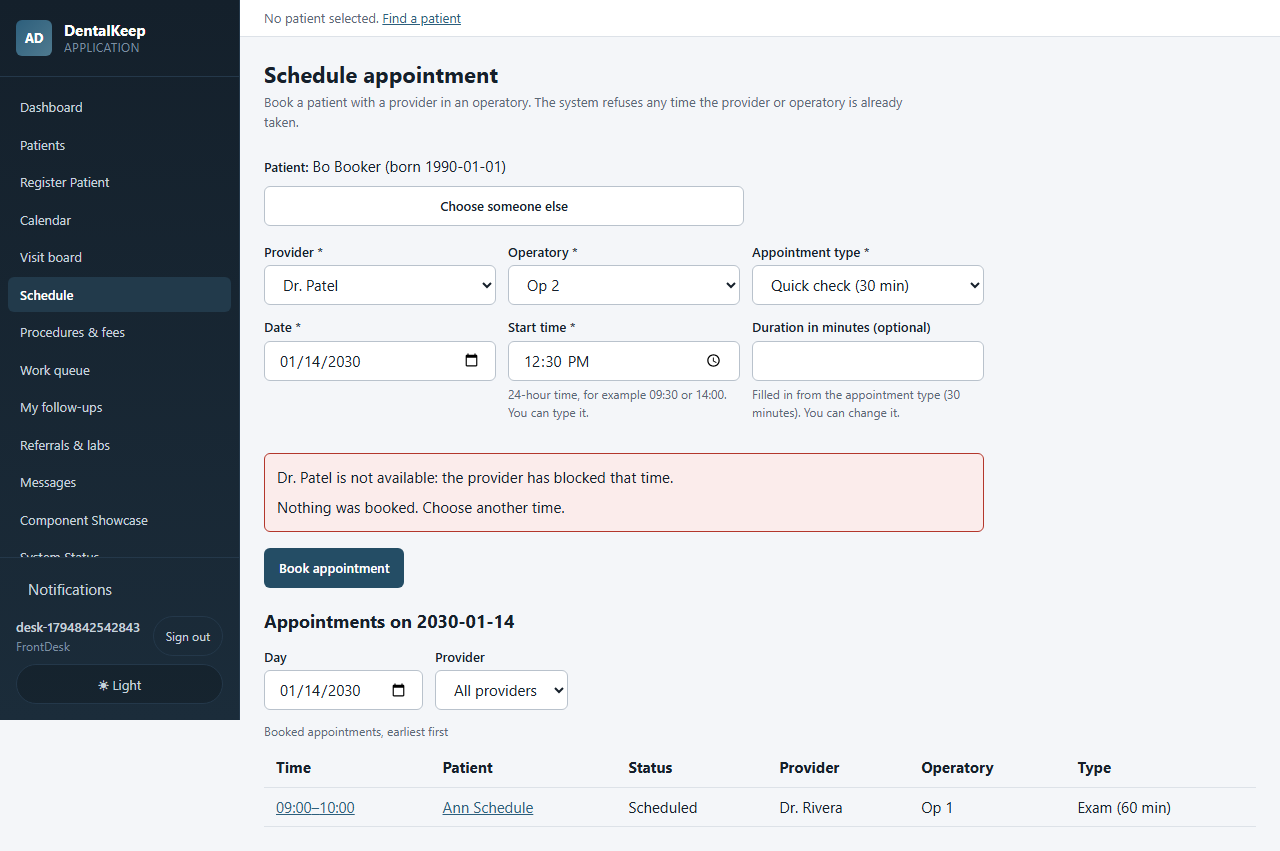 AD
DentalKeep
APPLICATION
Dashboard
Patients
Register Patient
Calendar
Visit board
Schedule
Procedures & fees
Work queue
My follow-ups
Referrals & labs
Messages
Component Showcase
System Status
Notifications
desk-1794842542843
FrontDesk
Sign out
☀ Light
No patient selected. Find a patient
Schedule appointment
Book a patient with a provider in an operatory. The system refuses any time the provider or operatory is already
taken.
Patient: Bo Booker (born 1990-01-01)
Choose someone else
Provider * Operatory * Appointment type *
Dr. Patel Op 2 Quick check (30 min)
Date * Start time * Duration in minutes (optional)
01/14/2030 12:30 PM
24-hour time, for example 09:30 or 14:00.
You can type it.
Filled in from the appointment type (30
minutes). You can change it.
Dr. Patel is not available: the provider has blocked that time.
Nothing was booked. Choose another time.
Book appointment
Appointments on 2030-01-14
Day Provider
01/14/2030 All providers
Booked appointments, earliest first
Time Patient Status Provider Operatory Type
09:00–10:00 Ann Schedule Scheduled Dr. Rivera Op 1 Exam (60 min)